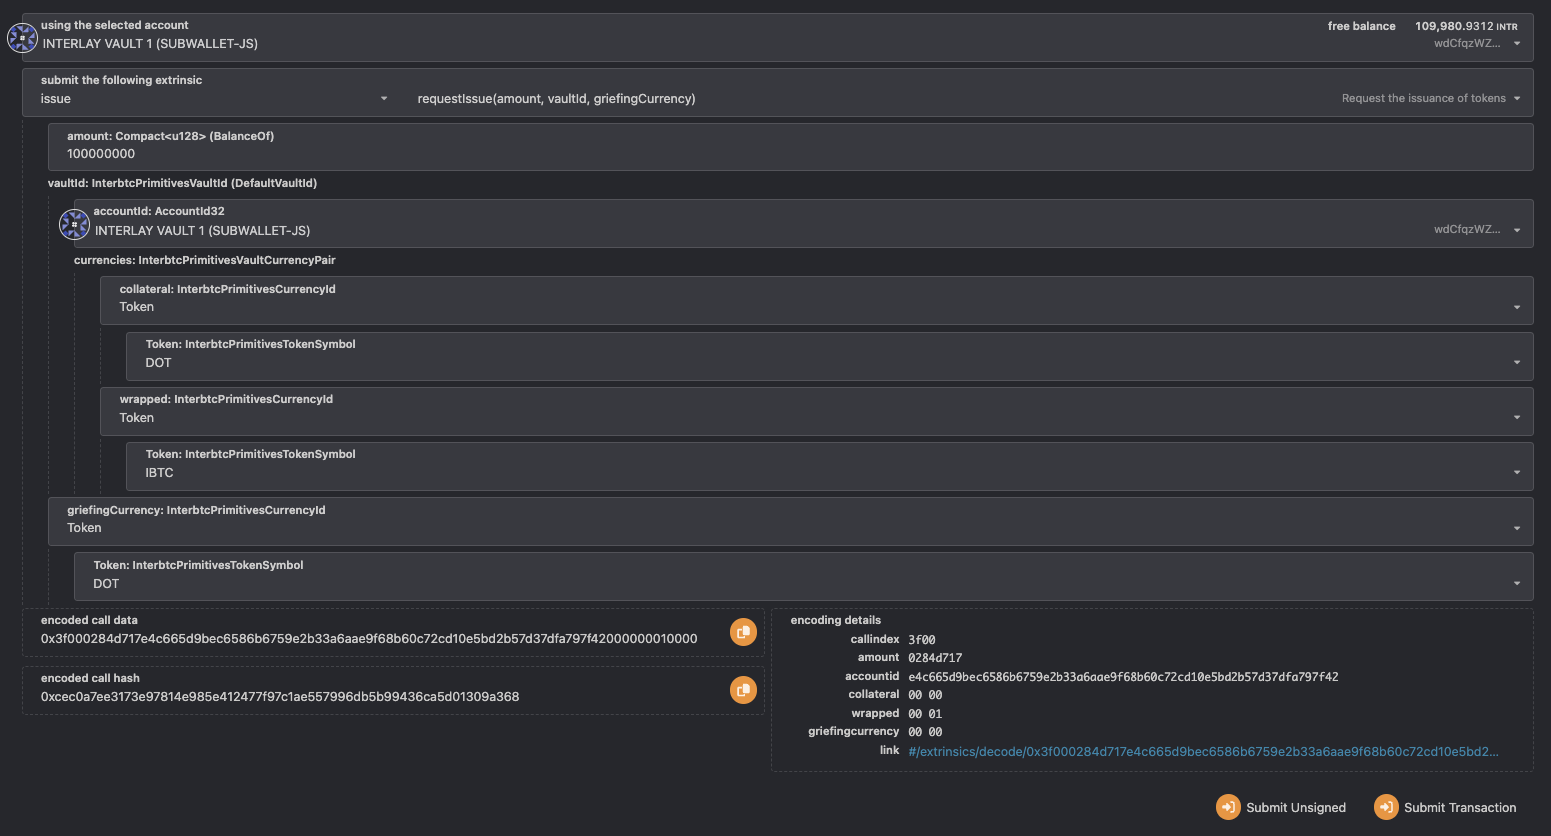 using the selected account
INTERLAY VAULT 1 (SUBWALLET-JS)
free balance 109,980.9312 INTR
wdCfqzWZ...
submit the following extrinsic
issue
requestIssue(amount, vaultId, griefingCurrency)
Request the issuance of tokens
amount: Compact<u128> (BalanceOf)
100000000
vaultId: InterbtcPrimitivesVaultId (DefaultVaultId)
accountId: AccountId32
INTERLAY VAULT 1 (SUBWALLET-JS)
wdCfqzWZ...
currencies: InterbtcPrimitivesVaultCurrencyPair
collateral: InterbtcPrimitivesCurrencyId
Token
Token: InterbtcPrimitivesTokenSymbol
DOT
wrapped: InterbtcPrimitivesCurrencyId
Token
Token: InterbtcPrimitivesTokenSymbol
IBTC
griefingCurrency: InterbtcPrimitivesCurrencyId
Token
Token: InterbtcPrimitivesTokenSymbol
DOT
encoded call data
0x3f000284d717e4c665d9bec6586b6759e2b33a6aae9f68b60c72cd10e5bd2b57d37dfa797f42000000010000
encoded call hash
0xcec0a7ee3173e97814e985e412477f97c1ae557996db5b99436ca5d01309a368
encoding details
callindex 3f00
amount 0284d717
accountid e4c665d9bec6586b6759e2b33a6aae9f68b60c72cd10e5bd2b57d37dfa797f42
collateral 00 00
wrapped 00 01
griefingcurrency 00 00
link #/extrinsics/decode/0x3f000284d717e4c665d9bec6586b6759e2b33a6aae9f68b60c72cd10e5bd2...
Submit Unsigned
Submit Transaction